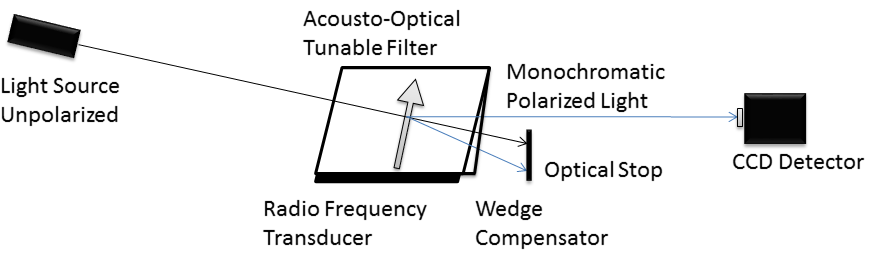 Acousto-Optical
Tunable Filter
Light Source
Unpolarized
Monochromatic
Polarized Light
CCD Detector
Optical Stop
Radio Frequency
Transducer
Wedge
Compensator